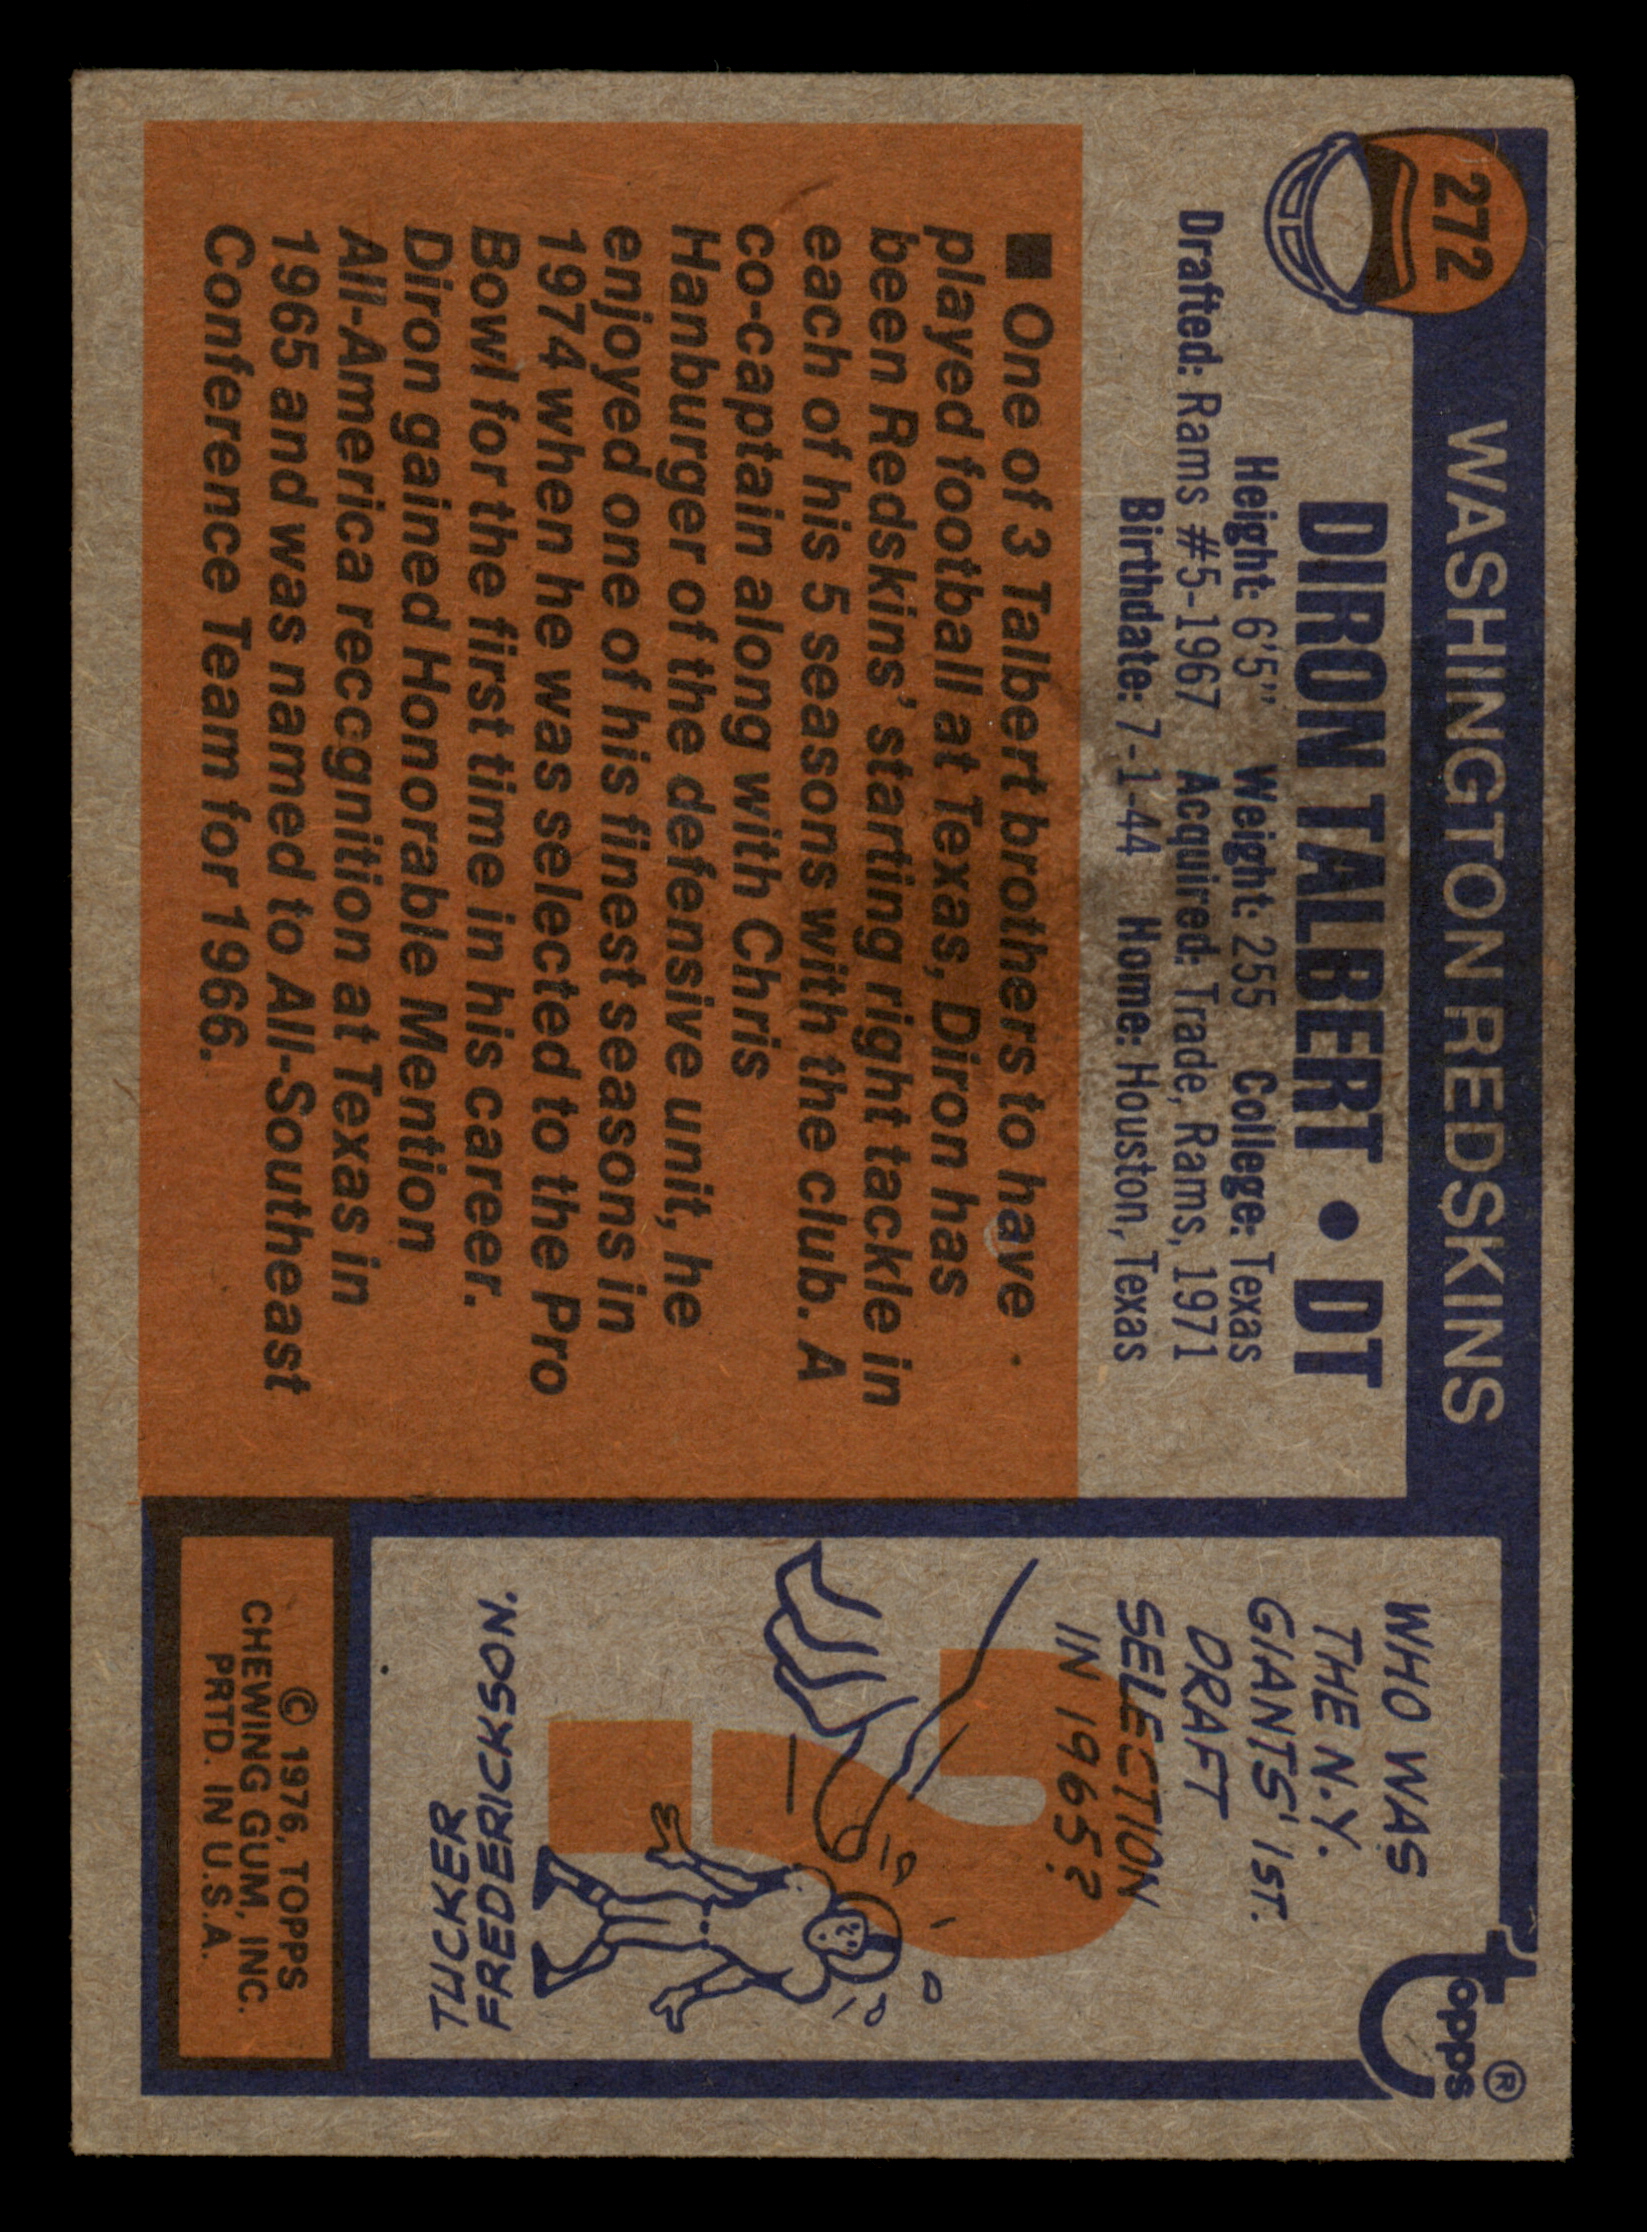 272
WASHINGTON REDSKINS
DIRON TALBERT • DT
Height: 6'5" Weight: 255 College: Texas
Drafted: Rams #5-1967 Acquired: Trade, Rams, 1971
Birthdate: 7-1-44 Home: Houston, Texas
■ One of 3 Talbert brothers to have
played football at Texas, Diron has
been Redskins' starting right tackle in
each of his 5 seasons with the club. A
co-captain along with Chris
Hanburger of the defensive unit, he
enjoyed one of his finest seasons in
1974 when he was selected to the Pro
Bowl for the first time in his career.
Diron gained Honorable Mention
All-America reccgnition at Texas in
1965 and was named to All-Southeast
Conference Team for 1966.
topps®
WHO WAS
THE N.Y.
GIANTS' 1ST.
DRAFT
SELECTION
IN 1965?
TUCKER
FREDERICKSON.
© 1976, TOPPS
CHEWING GUM, INC.
PRTD. IN U.S.A.